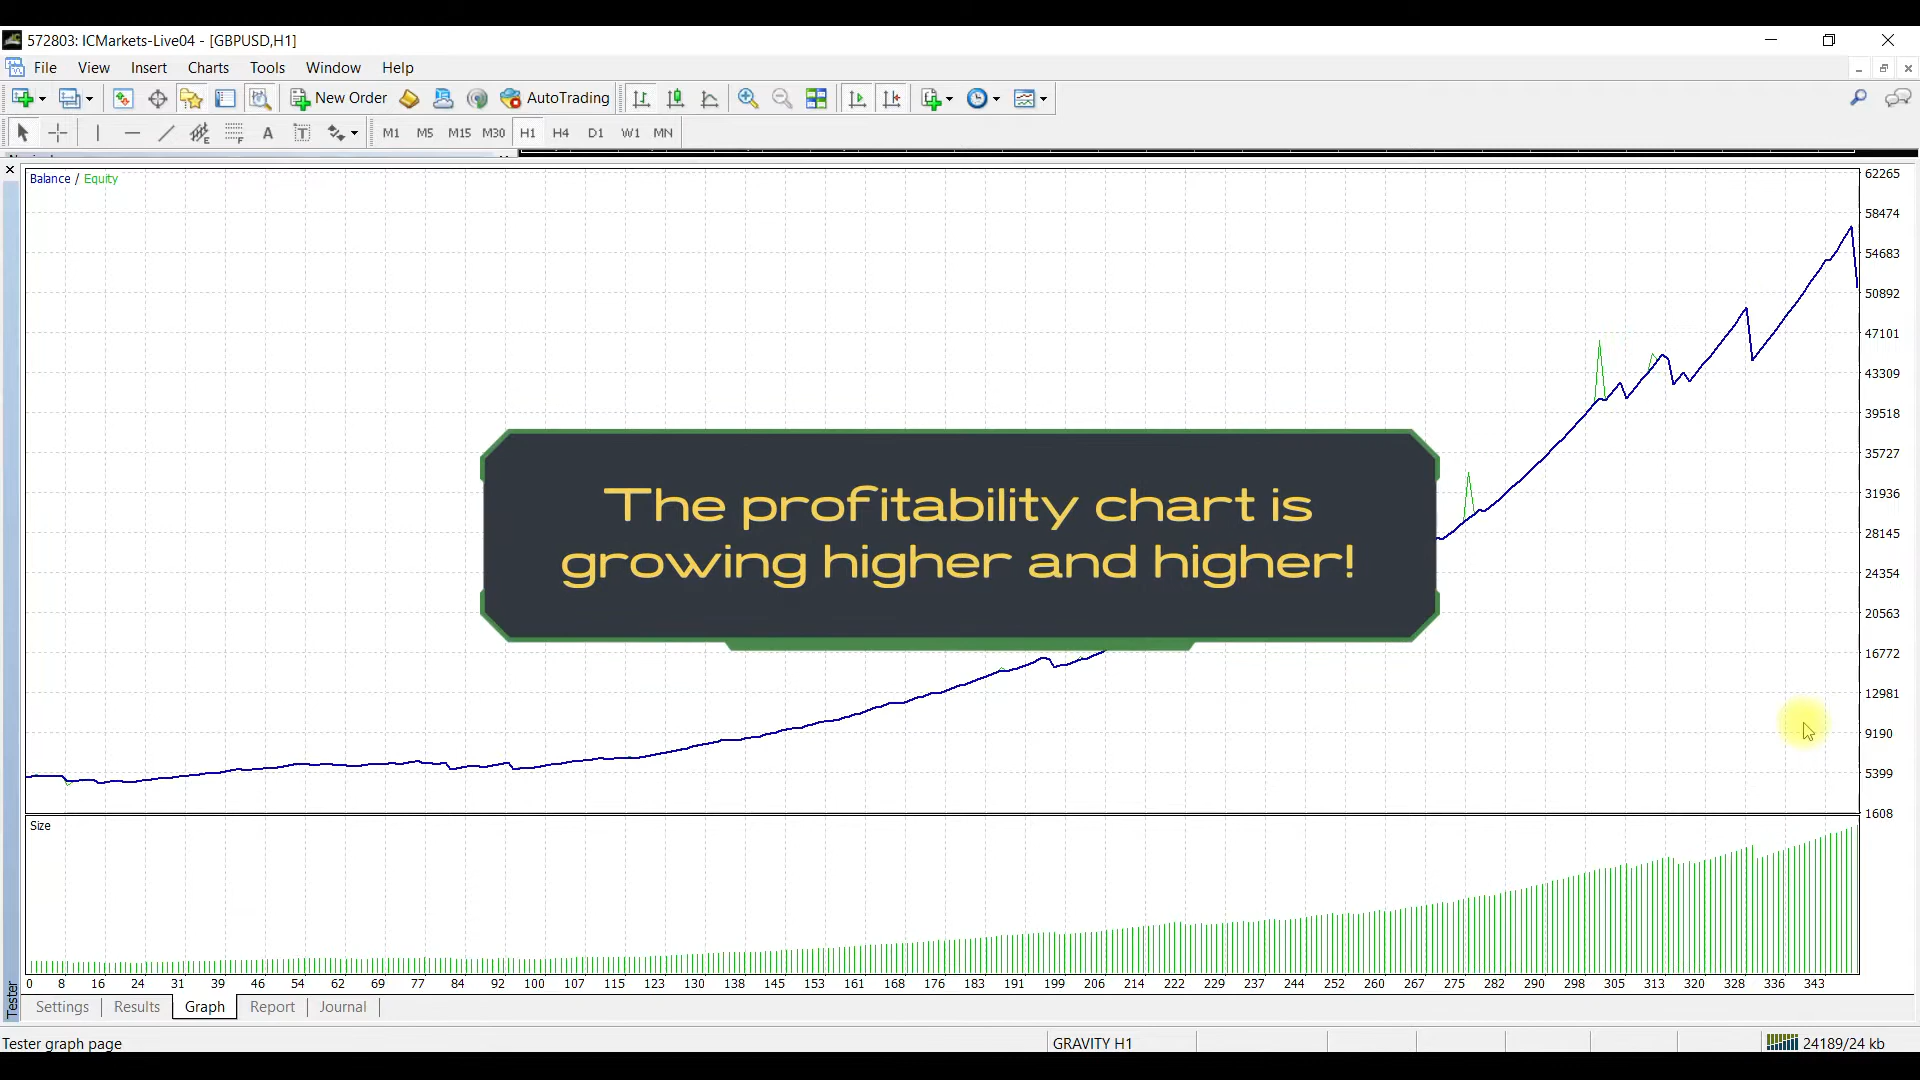 572803: ICMarkets-Live04 - [GBPUSD,H1]
File View Insert Charts Tools Window Help
New Order AutoTrading
A T M1 M5 M15 M30 H1 H4 D1 W1 MN
Balance / Equity
62265
58474
54683
50892
47101
43309
39518
35727
31936
28145
24354
20563
16772
12981
9190
5399
1608
The profitability chart is
growing higher and higher!
Size
0 8 16 24 31 39 46 54 62 69 77 84 92 100 107 115 123 130 138 145 153 161 168 176 183 191 199 206 214 222 229 237 244 252 260 267 275 282 290 298 305 313 320 328 336 343
Tester
Settings Results Graph Report Journal
Tester graph page
GRAVITY H1
24189/24 kb